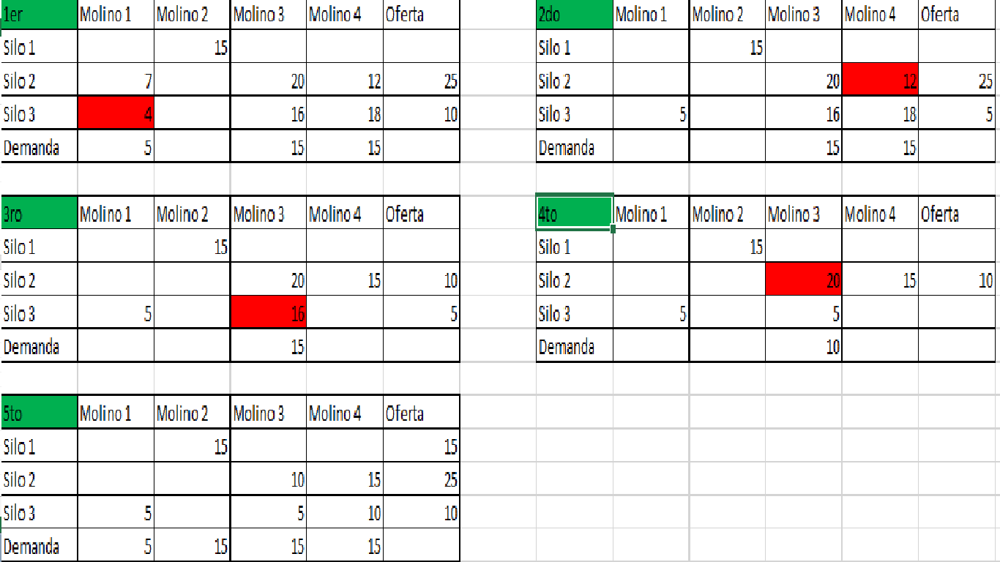 1er Molino 1 Molino 2 Molino 3 Molino 4 Oferta
Silo 1 15
Silo 2 7 20 12 25
Silo 3 4 16 18 10
Demanda 5 15 15
2do Molino 1 Molino 2 Molino 3 Molino 4 Oferta
Silo 1 15
Silo 2 20 12 25
Silo 3 5 16 18 5
Demanda 15 15
3ro Molino 1 Molino 2 Molino 3 Molino 4 Oferta
Silo 1 15
Silo 2 20 15 10
Silo 3 5 16 5
Demanda 15
4to Molino 1 Molino 2 Molino 3 Molino 4 Oferta
Silo 1 15
Silo 2 20 15 10
Silo 3 5 5
Demanda 10
5to Molino 1 Molino 2 Molino 3 Molino 4 Oferta
Silo 1 15 15
Silo 2 10 15 25
Silo 3 5 5 10 10
Demanda 5 15 15 15